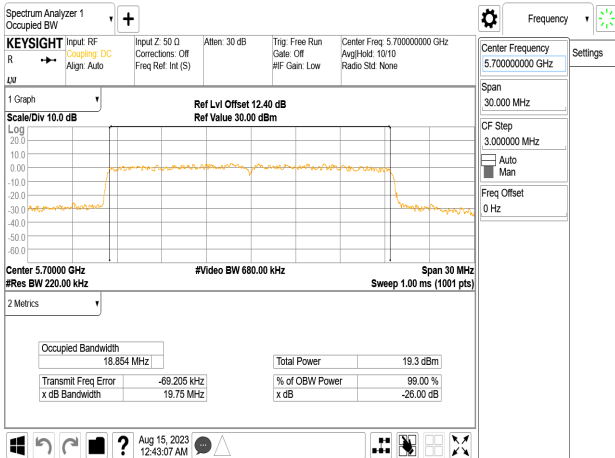 Spectrum Analyzer 1
Occupied BW
Frequency
KEYSIGHT Input: RF Input Z: 50 Ω Atten: 30 dB Trig: Free Run Center Freq: 5.700000000 GHz
Coupling: DC Corrections: Off Gate: Off Avg|Hold: 10/10
R Align: Auto Freq Ref: Int (S) #IF Gain: Low Radio Std: None
LXI
Center Frequency
5.700000000 GHz
Settings
Span
30.000 MHz
CF Step
3.000000 MHz
Auto
Man
Freq Offset
0 Hz
1 Graph
Ref Lvl Offset 12.40 dB
Scale/Div 10.0 dB Ref Value 30.00 dBm
Log
20.0
10.0
0.00
-10.0
-20.0
-30.0
-40.0
-50.0
-60.0
Center 5.70000 GHz #Video BW 680.00 kHz Span 30 MHz
#Res BW 220.00 kHz Sweep 1.00 ms (1001 pts)
2 Metrics
Occupied Bandwidth
18.854 MHz Total Power 19.3 dBm
Transmit Freq Error -69.205 kHz % of OBW Power 99.00 %
x dB Bandwidth 19.75 MHz x dB -26.00 dB
Aug 15, 2023
12:43:07 AM